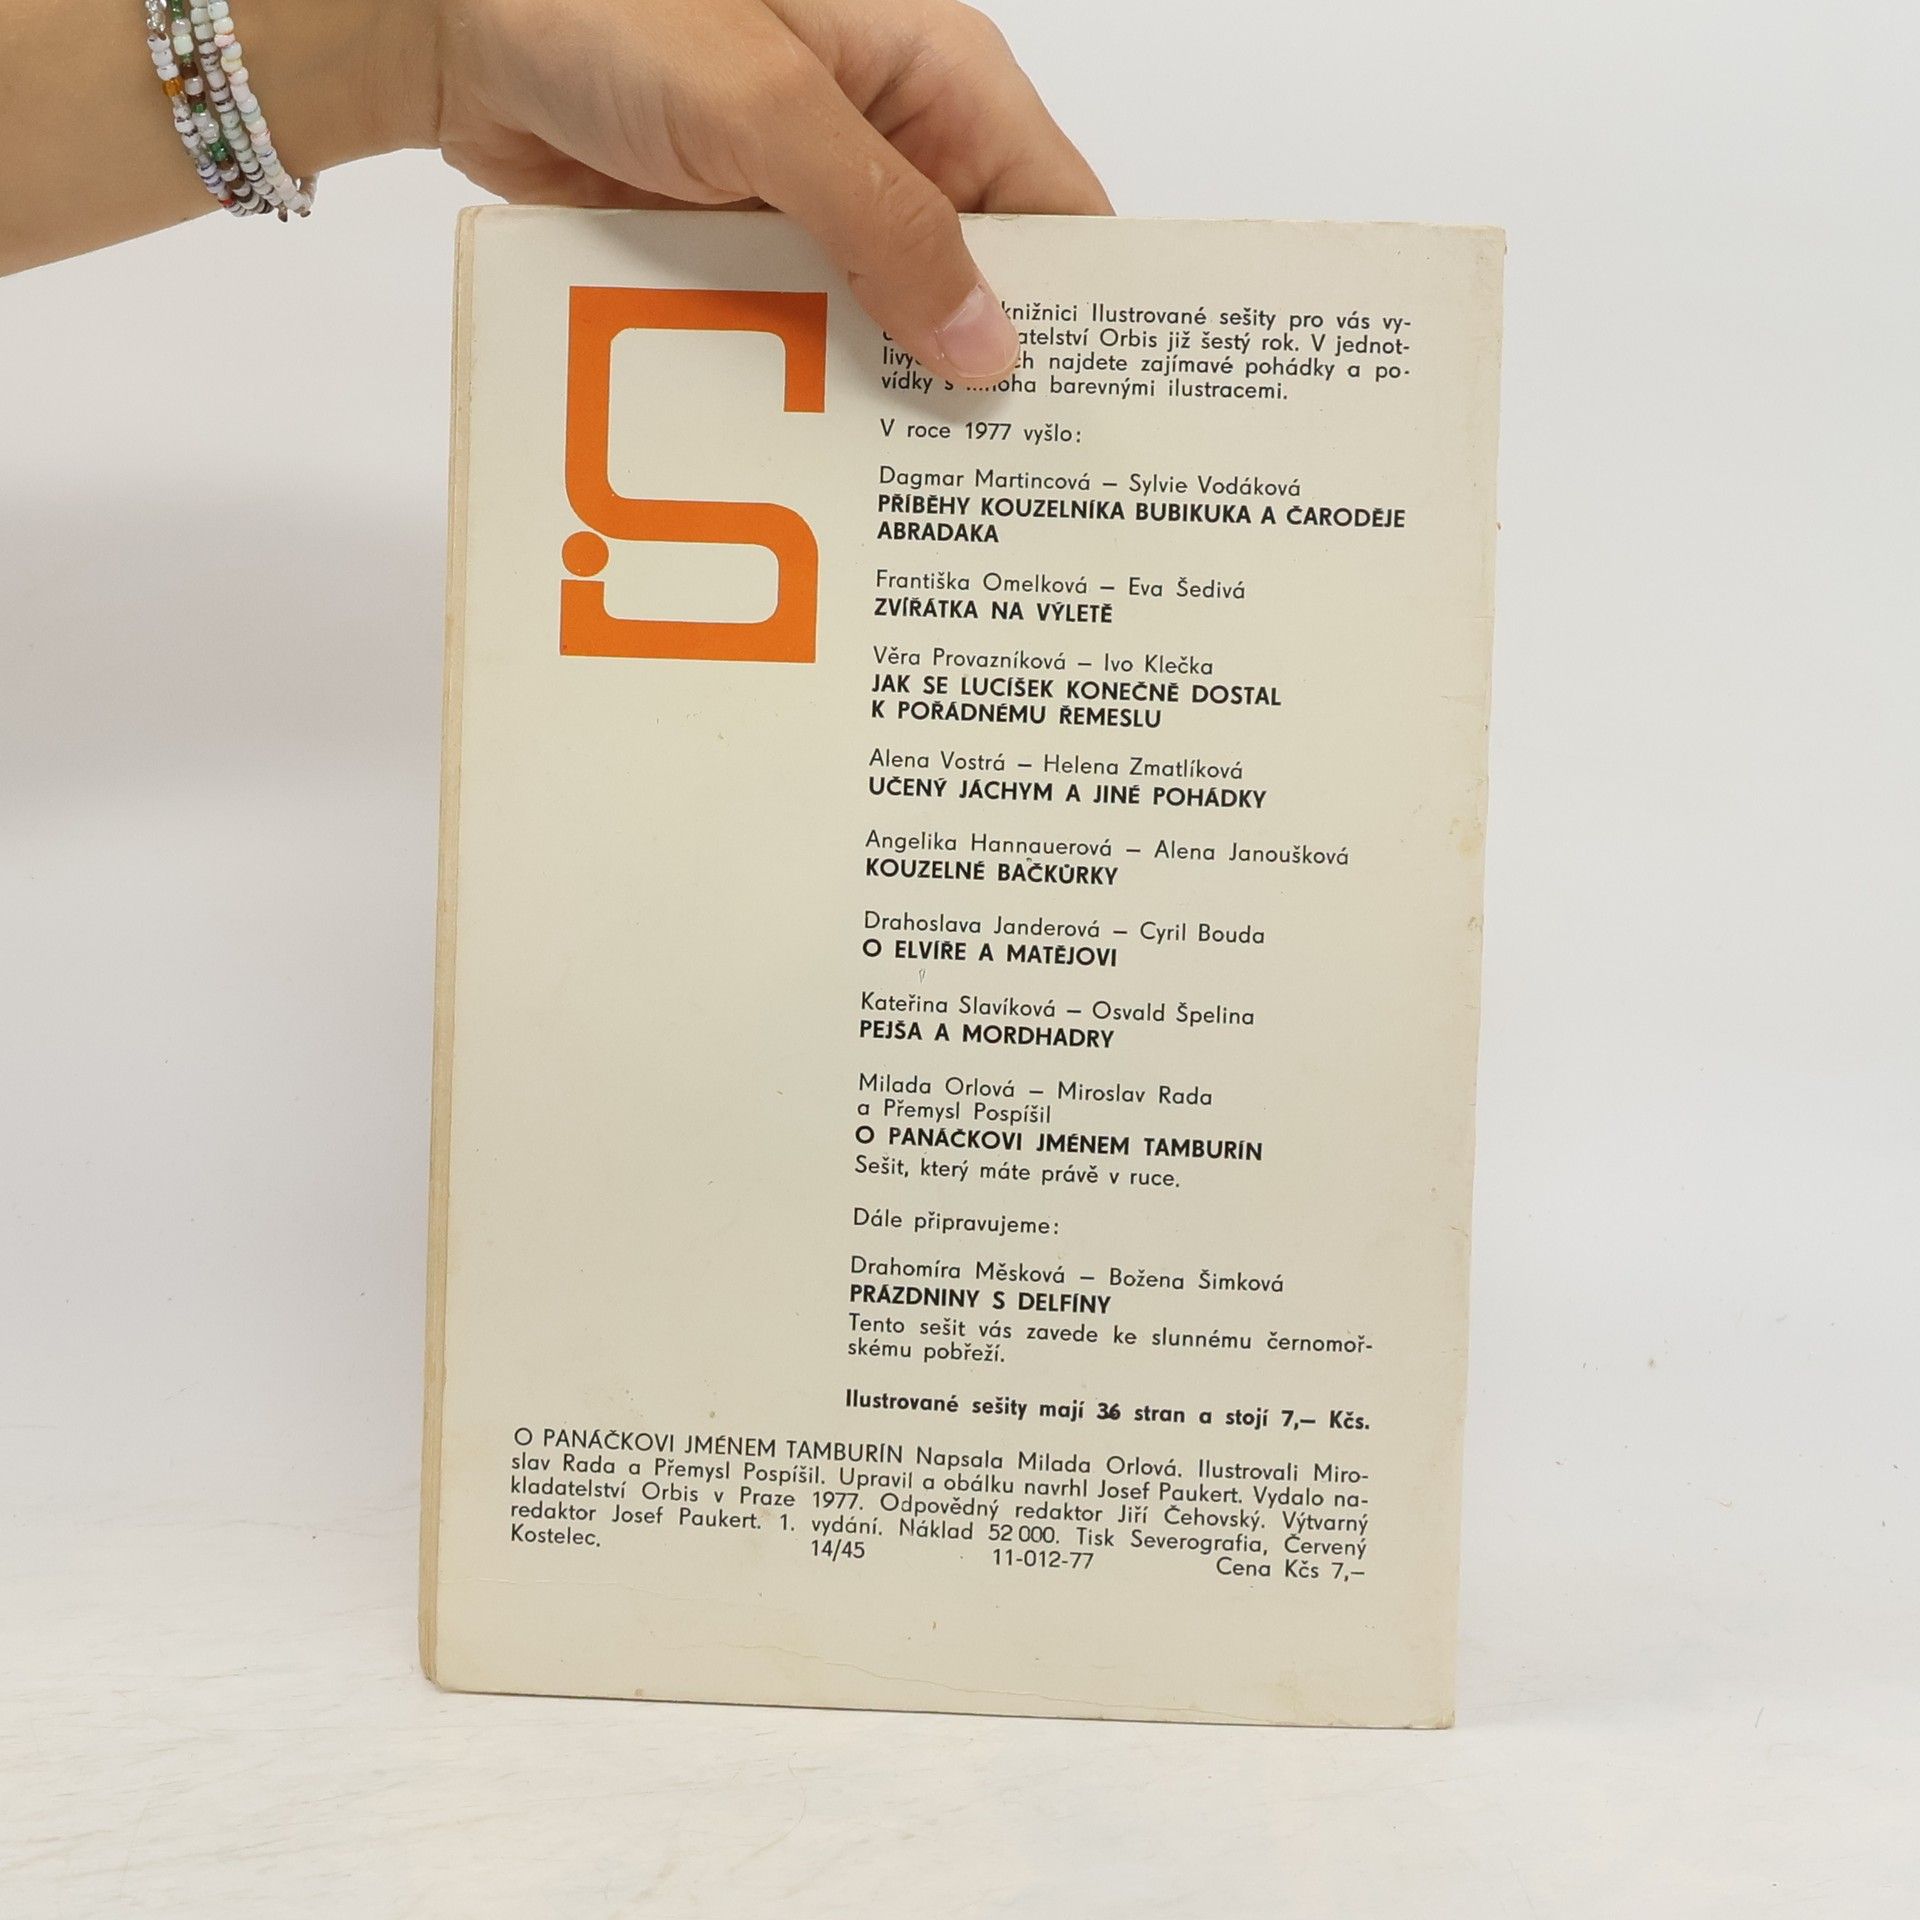 knižnici Ilustrované sešity pro vás vy-
atelství Orbis již šestý rok. V jednot-
najdete zajímavé pohádky a po-
vídky s barevnými ilustracemi.
V roce 1977 vyšlo:
Dagmar Martincová – Sylvie Vodáková
PŘÍBĚHY KOUZELNÍKA BUBIKUKA A ČARODĚJE
ABRADAKA
Františka Omelková – Eva Šedivá
ZVÍŘÁTKA NA VÝLETĚ
Věra Provazníková – Ivo Klečka
JAK SE LUCÍŠEK KONEČNĚ DOSTAL
K POŘÁDNÉMU ŘEMESLU
Alena Vostrá – Helena Zmatlíková
UČENÝ JÁCHYM A JINÉ POHÁDKY
Angelika Hannauerová – Alena Janoušková
KOUZELNÉ BAČKŮRKY
Drahoslava Janderová – Cyril Bouda
O ELVÍŘE A MATĚJOVI
Kateřina Slavíková – Osvald Špelina
PEJŠA A MORDHADRY
Milada Orlová – Miroslav Rada
a Přemysl Pospíšil
O PANÁČKOVI JMÉNEM TAMBURÍN
Sešit, který máte právě v ruce.
Dále připravujeme:
Drahomíra Měsková – Božena Šimková
PRÁZDNINY S DELFÍNY
Tento sešit vás zavede ke slunnému černomoř-
skému pobřeží.
Ilustrované sešity mají 36 stran a stojí 7,– Kčs.
O PANÁČKOVI JMÉNEM TAMBURÍN Napsala Milada Orlová. Ilustrovali Miro-
slav Rada a Přemysl Pospíšil. Upravil a obálku navrhl Josef Paukert. Vydalo na-
kladatelství Orbis v Praze 1977. Odpovědný redaktor Jiří Čehovský. Výtvarný
redaktor Josef Paukert. 1. vydání. Náklad 52 000. Tisk Severografia, Červený
Kostelec. 14/45 11-012-77 Cena Kčs 7,–